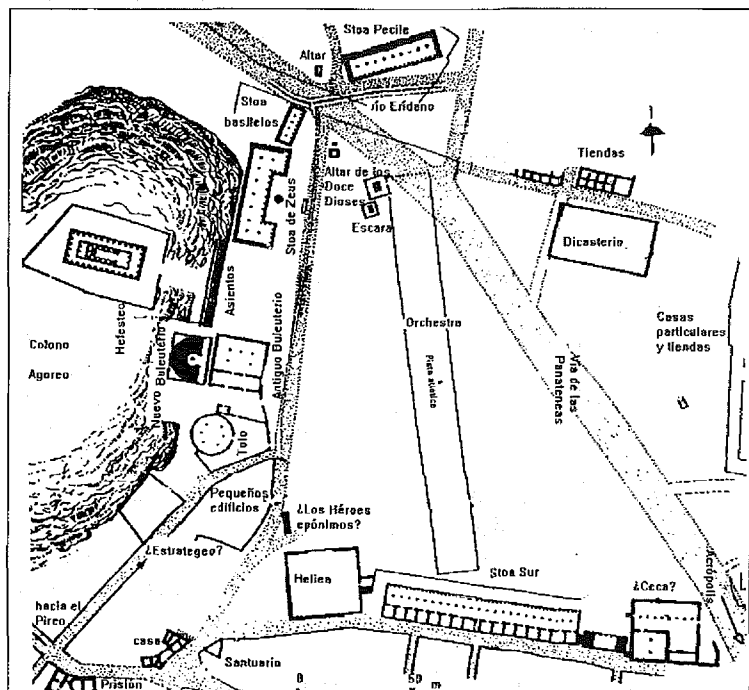 Stoa Pecile
Altar
río Erídano
Stoa
basileios
Tiendas
Altar de los
Doce
Dioses
Escara
Stoa de Zeus
Dicasterio
Asientos
Hefesteo
Orchestra
Casas
particulares
y tiendas
Colono
Agoreo
Nuevo Buleuterio
Antiguo Buleuterio
Vía de las
Panateneas
Tolo
Pequeños
edificios
¿Los Héroes
epónimos?
¿Estrategeo?
Heliea
Stoa Sur
¿Ceca?
Acrópolis
hacia el
Pireo
casa
Santuario
Prisión
0 50 m